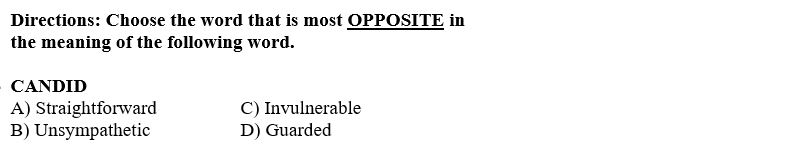 Directions: Choose the word that is most OPPOSITE in
the meaning of the following word.
CANDID
A) Straightforward
C) Invulnerable
B) Unsympathetic
D) Guarded